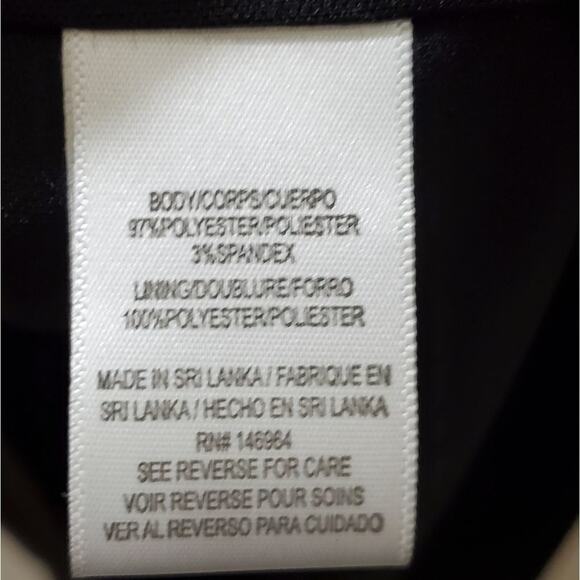 BODY/CORPS/CUERPO
97%POLYESTER/POLIESTER
3%SPANDEX
LINING/DOUBLURE/FORRO
100%POLYESTER/POLIESTER
MADE IN SRI LANKA / FABRIQUE EN
SRI LANKA / HECHO EN SRI LANKA
RN# 146964
SEE REVERSE FOR CARE
VOIR REVERSE POUR SOINS
VER AL REVERSO PARA CUIDADO